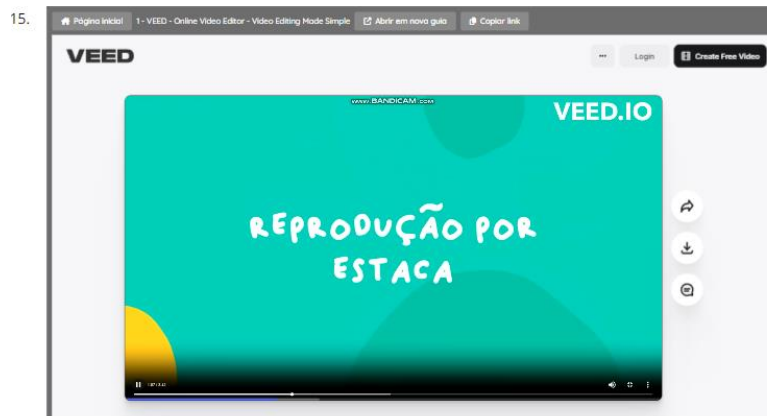 15.
Página inicial 1 - VEED - Online Video Editor - Video Editing Made Simple Abrir em nova guia Copiar link
VEED
Login Create Free Video
www.BANDICAM.com
VEED.IO
REPRODUÇÃO POR
ESTACA